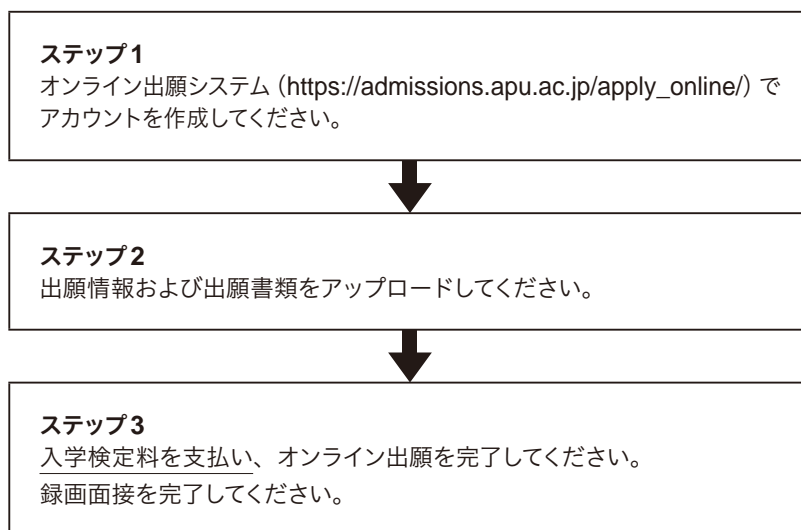 ステップ1
オンライン出願システム（https://admissions.apu.ac.jp/apply_online/）で
アカウントを作成してください。
ステップ2
出願情報および出願書類をアップロードしてください。
ステップ3
入学検定料を支払い、オンライン出願を完了してください。
録画面接を完了してください。